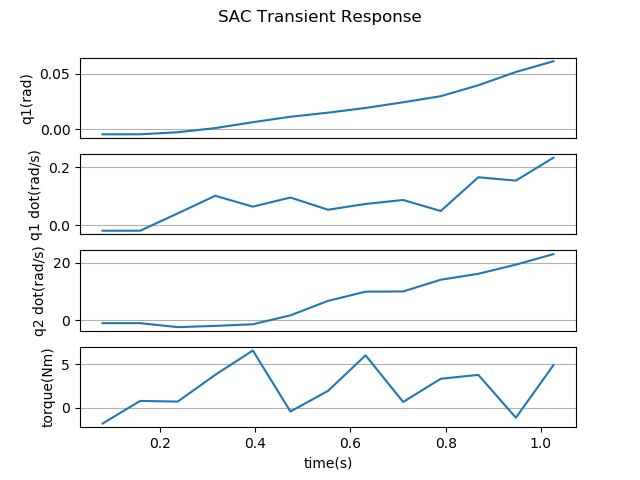 SAC Transient Response
q1(rad)
0.05
0.00
q1 dot(rad/s)
0.2
0.0
q2 dot(rad/s)
20
0
torque(Nm)
5
0
0.2 0.4 0.6 0.8 1.0
time(s)